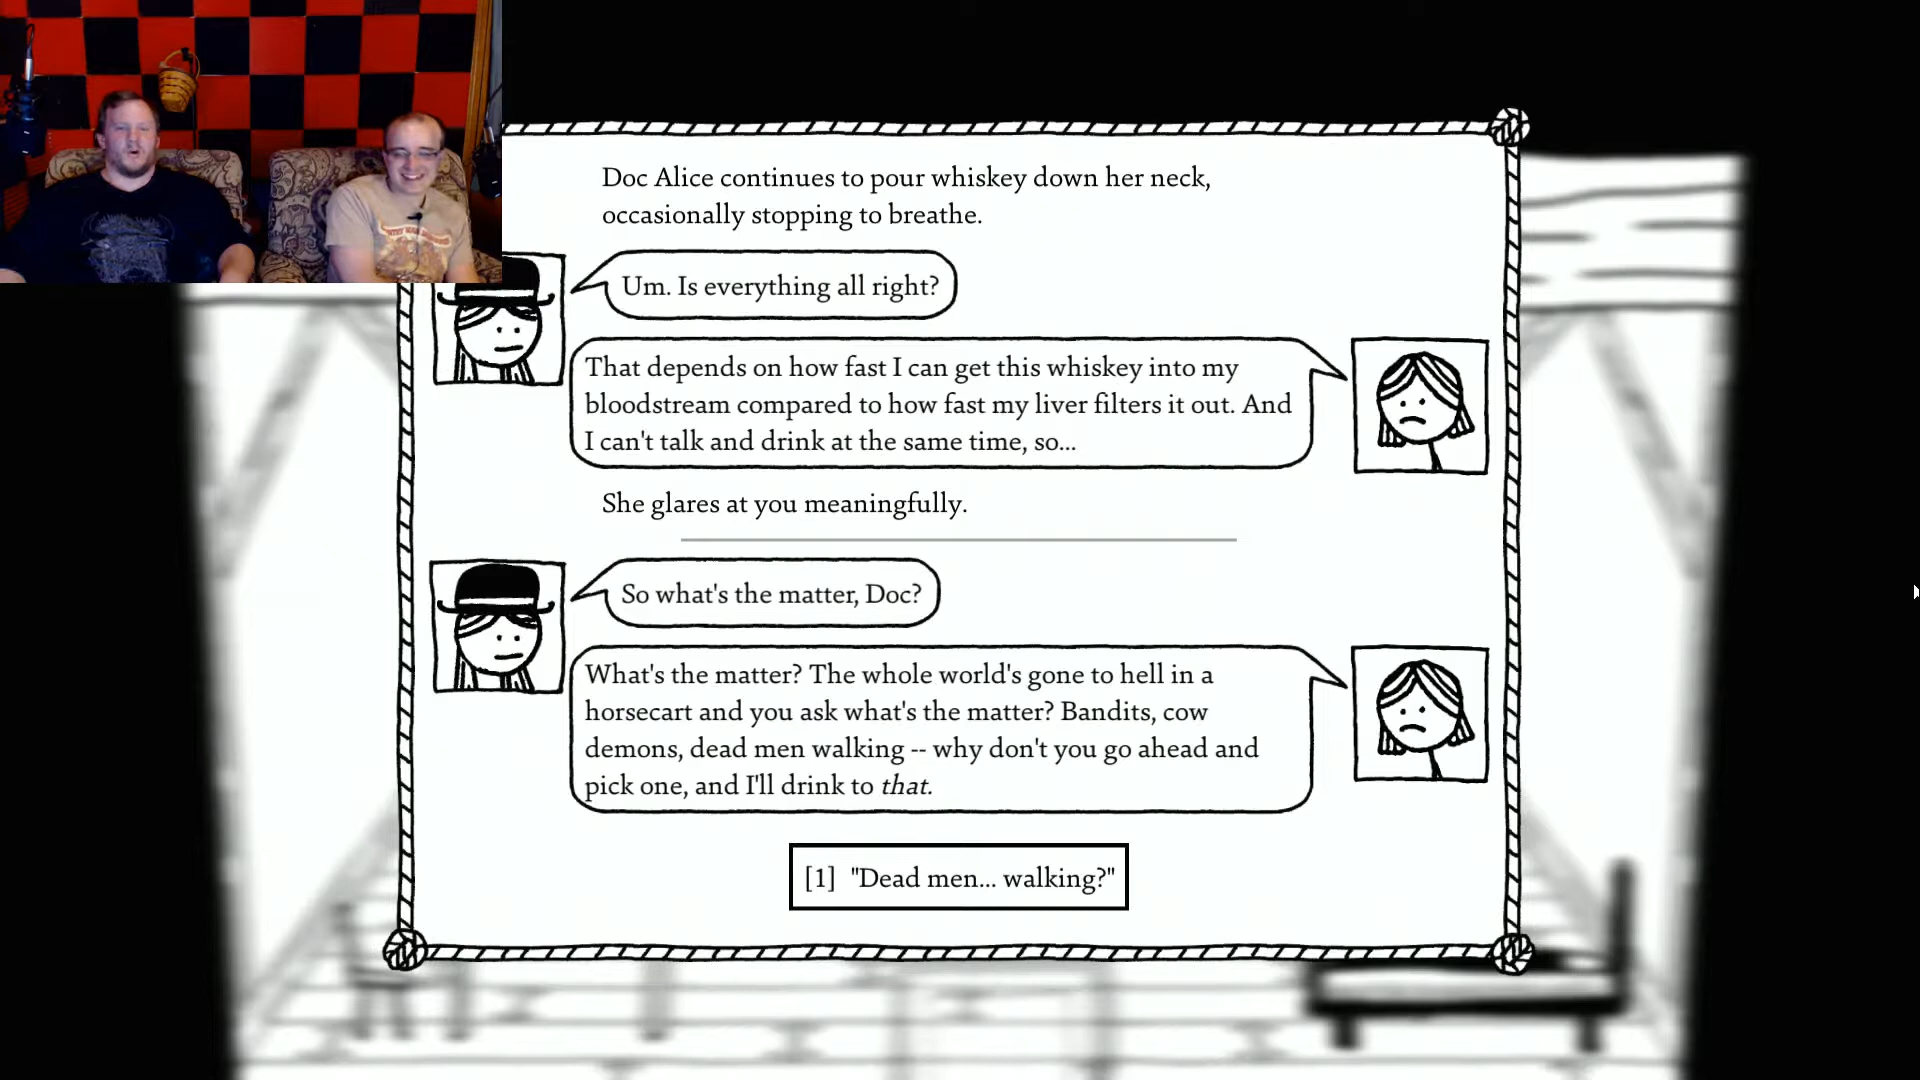 Doc Alice continues to pour whiskey down her neck,
occasionally stopping to breathe.
Um. Is everything all right?
That depends on how fast I can get this whiskey into my
bloodstream compared to how fast my liver filters it out. And
I can't talk and drink at the same time, so...
She glares at you meaningfully.
So what's the matter, Doc?
What's the matter? The whole world's gone to hell in a
horsecart and you ask what's the matter? Bandits, cow
demons, dead men walking -- why don't you go ahead and
pick one, and I'll drink to that.
[1] "Dead men... walking?"